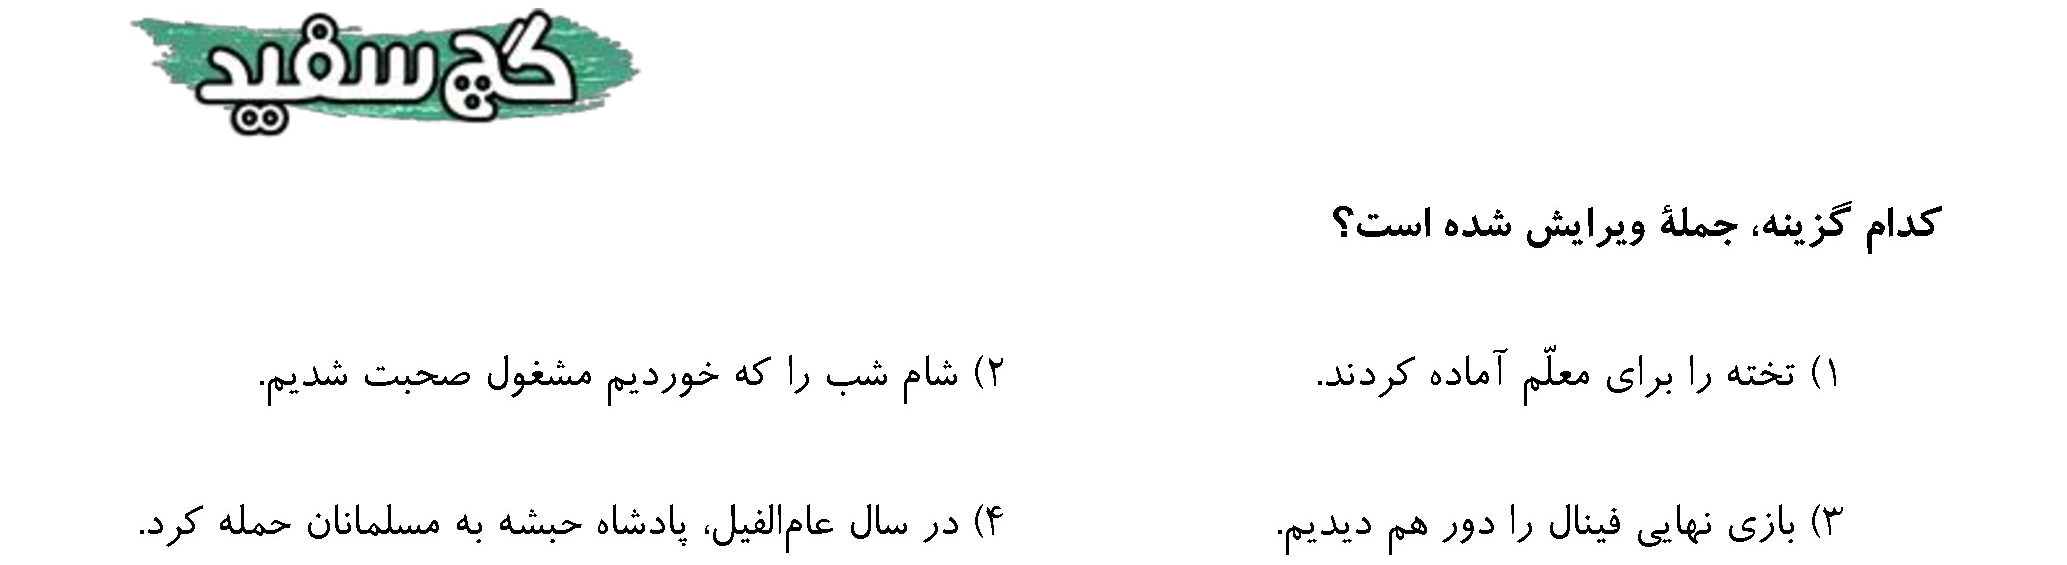 گچ سفید
کدام گزینه، جملهٔ ویرایش شده است؟
۱) تخته را برای معلّم آماده کردند.
۲) شام شب را که خوردیم مشغول صحبت شدیم.
۳) بازی نهایی فینال را دور هم دیدیم.
۴) در سال عام‌الفیل، پادشاه حبشه به مسلمانان حمله کرد.